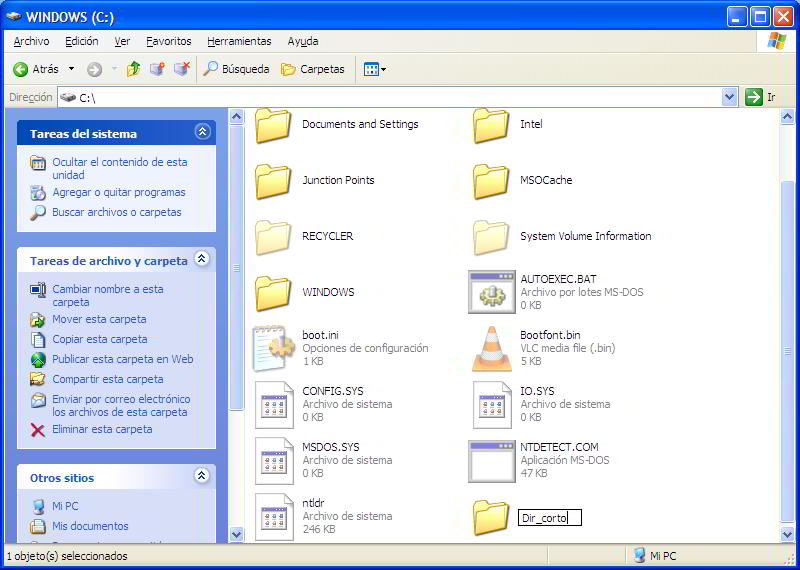 WINDOWS (C:)
Archivo Edición Ver Favoritos Herramientas Ayuda
Atrás Búsqueda Carpetas
Dirección C:\ Ir
Tareas del sistema
Ocultar el contenido de esta
unidad
Agregar o quitar programas
Buscar archivos o carpetas
Tareas de archivo y carpeta
Cambiar nombre a esta
carpeta
Mover esta carpeta
Copiar esta carpeta
Publicar esta carpeta en Web
Compartir esta carpeta
Enviar por correo electrónico
los archivos de esta carpeta
Eliminar esta carpeta
Otros sitios
Mi PC
Mis documentos
Documents and Settings
Intel
Junction Points
MSOCache
RECYCLER
System Volume Information
WINDOWS
AUTOEXEC.BAT
Archivo por lotes MS-DOS
0 KB
boot.ini
Opciones de configuración
1 KB
Bootfont.bin
VLC media file (.bin)
5 KB
CONFIG.SYS
Archivo de sistema
0 KB
IO.SYS
Archivo de sistema
0 KB
MSDOS.SYS
Archivo de sistema
0 KB
NTDETECT.COM
Aplicación MS-DOS
47 KB
ntldr
Archivo de sistema
246 KB
Dir_corto
1 objeto(s) seleccionados
Mi PC